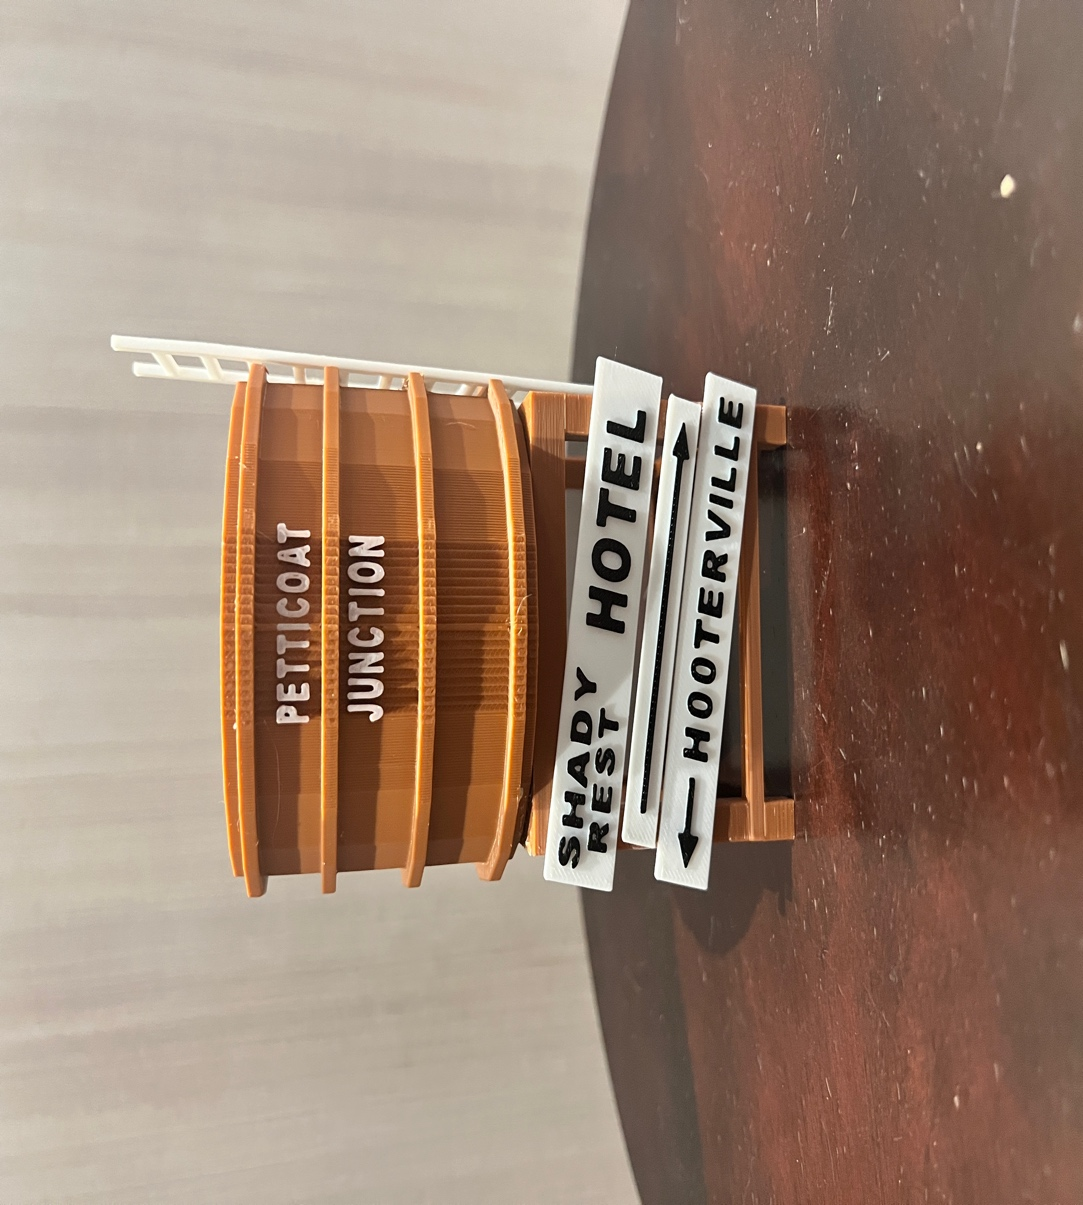 PETTICOAT
JUNCTION
SHADY REST HOTEL
HOOTERVILLE